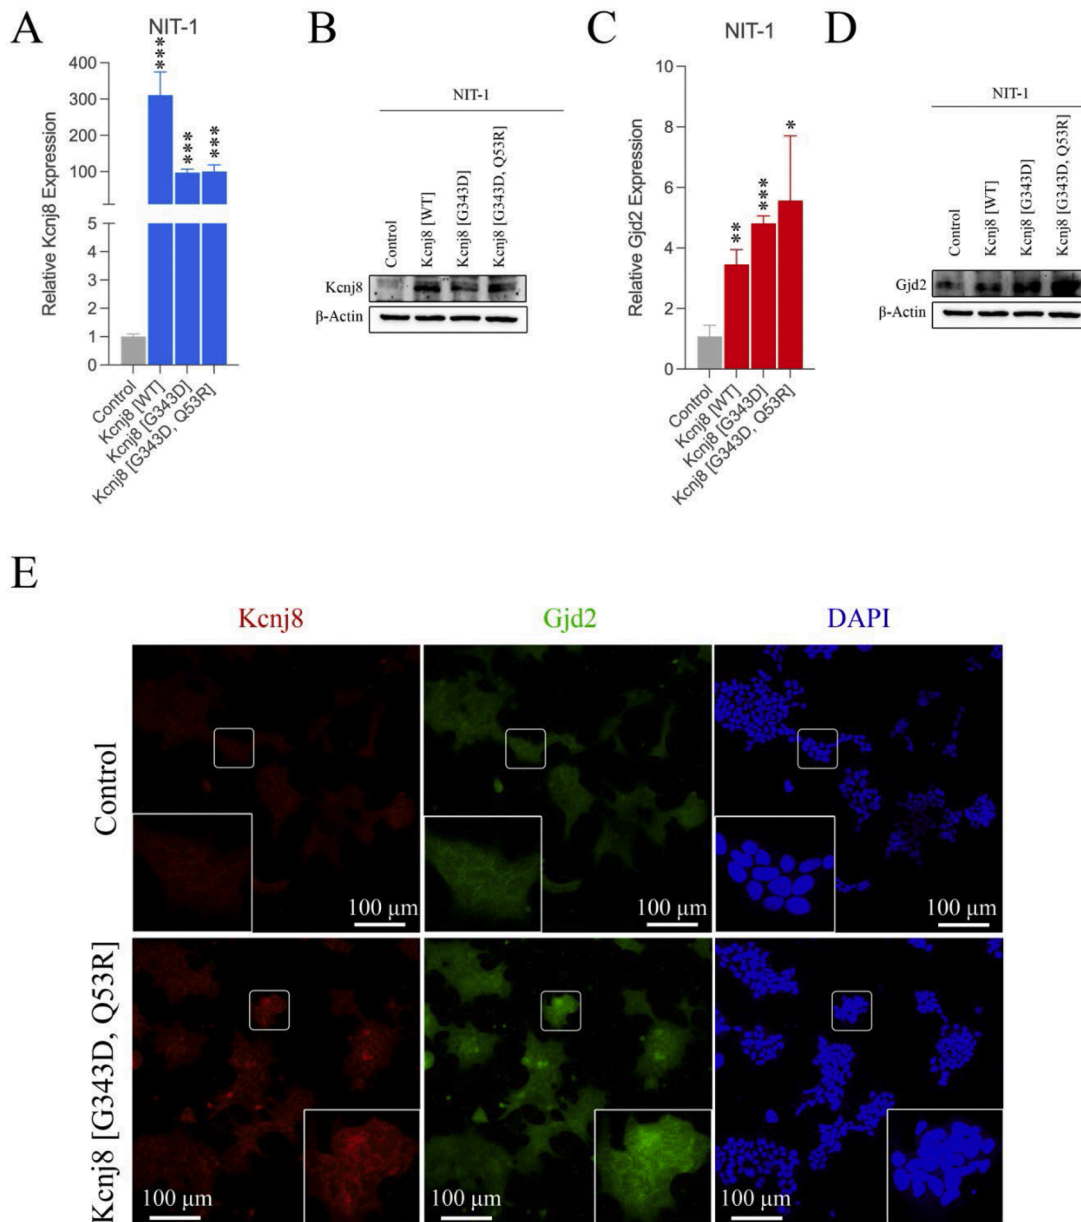 A
NIT-1
Relative Kcnj8 Expression
400
300
200
100
5
4
3
2
1
0
***
***
***
Control
Kcnj8 [WT]
Kcnj8 [G343D]
Kcnj8 [G343D, Q53R]
B
NIT-1
Control
Kcnj8 [WT]
Kcnj8 [G343D]
Kcnj8 [G343D, Q53R]
Kcnj8
β-Actin
C
NIT-1
Relative Gjd2 Expression
10
8
6
4
2
0
**
***
*
Control
Kcnj8 [WT]
Kcnj8 [G343D]
Kcnj8 [G343D, Q53R]
D
NIT-1
Control
Kcnj8 [WT]
Kcnj8 [G343D]
Kcnj8 [G343D, Q53R]
Gjd2
β-Actin
E
Kcnj8
Gjd2
DAPI
Control
100 μm
100 μm
100 μm
Kcnj8 [G343D, Q53R]
100 μm
100 μm
100 μm